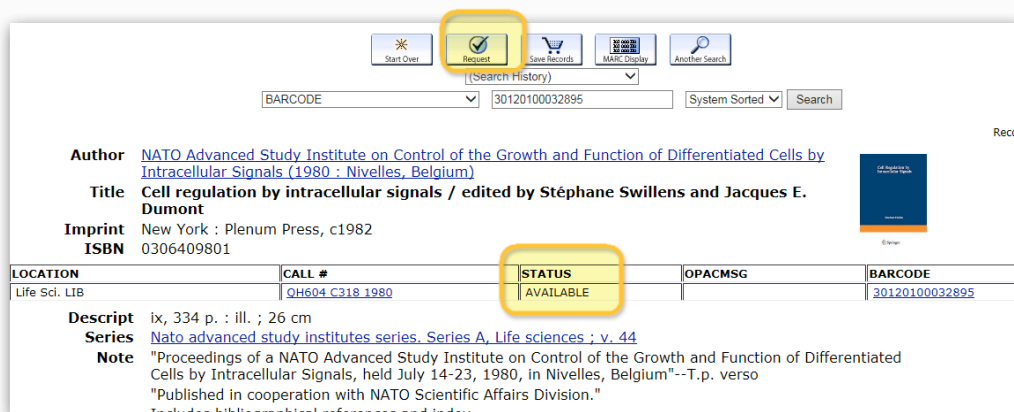 Start Over Request Save Records MARC Display Another Search
(Search History)
BARCODE 30120100032895 System Sorted Search
Reco
Author NATO Advanced Study Institute on Control of the Growth and Function of Differentiated Cells by
Intracellular Signals (1980 : Nivelles, Belgium)
Title Cell regulation by intracellular signals / edited by Stéphane Swillens and Jacques E.
Dumont
Imprint New York : Plenum Press, c1982
ISBN 0306409801
LOCATION CALL # STATUS OPACMSG BARCODE
Life Sci. LIB QH604 C318 1980 AVAILABLE 30120100032895
Descript ix, 334 p. : ill. ; 26 cm
Series Nato advanced study institutes series. Series A, Life sciences ; v. 44
Note "Proceedings of a NATO Advanced Study Institute on Control of the Growth and Function of Differentiated
Cells by Intracellular Signals, held July 14-23, 1980, in Nivelles, Belgium"--T.p. verso
"Published in cooperation with NATO Scientific Affairs Division."
Includes bibliographical references and index